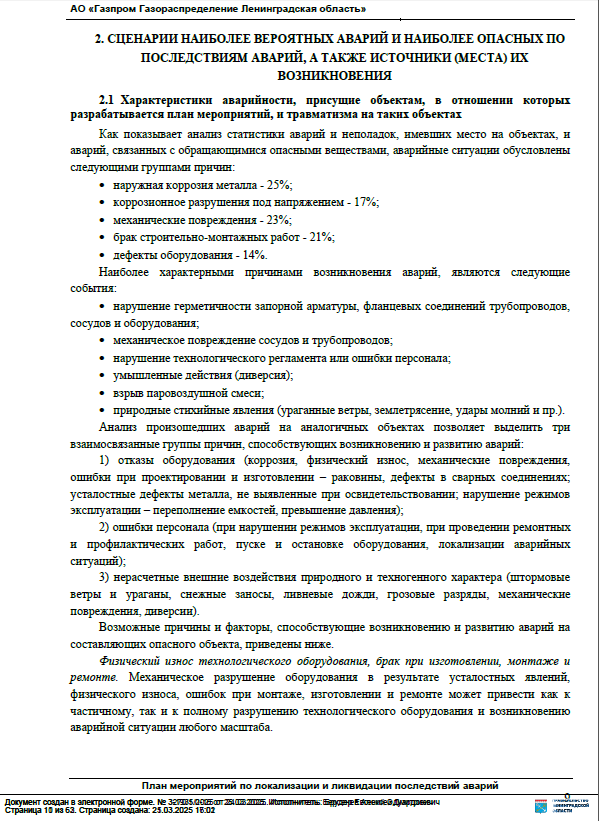 АО «Газпром Газораспределение Ленинградская область»
2. СЦЕНАРИИ НАИБОЛЕЕ ВЕРОЯТНЫХ АВАРИЙ И НАИБОЛЕЕ ОПАСНЫХ ПО
ПОСЛЕДСТВИЯМ АВАРИЙ, А ТАКЖЕ ИСТОЧНИКИ (МЕСТА) ИХ
ВОЗНИКНОВЕНИЯ
2.1 Характеристики аварийности, присущие объектам, в отношении которых
разрабатывается план мероприятий, и травматизма на таких объектах
Как показывает анализ статистики аварий и неполадок, имевших место на объектах, и
аварий, связанных с обращающимися опасными веществами, аварийные ситуации обусловлены
следующими группами причин:
• наружная коррозия металла - 25%;
• коррозионное разрушения под напряжением - 17%;
• механические повреждения - 23%;
• брак строительно-монтажных работ - 21%;
• дефекты оборудования - 14%.
Наиболее характерными причинами возникновения аварий, являются следующие
события:
• нарушение герметичности запорной арматуры, фланцевых соединений трубопроводов,
сосудов и оборудования;
• механическое повреждение сосудов и трубопроводов;
• нарушение технологического регламента или ошибки персонала;
• умышленные действия (диверсия);
• взрыв паровоздушной смеси;
• природные стихийные явления (ураганные ветры, землетрясение, удары молний и пр.).
Анализ произошедших аварий на аналогичных объектах позволяет выделить три
взаимосвязанные группы причин, способствующих возникновению и развитию аварий:
1) отказы оборудования (коррозия, физический износ, механические повреждения,
ошибки при проектировании и изготовлении – раковины, дефекты в сварных соединениях;
усталостные дефекты металла, не выявленные при освидетельствовании; нарушение режимов
эксплуатации – переполнение емкостей, превышение давления);
2) ошибки персонала (при нарушении режимов эксплуатации, при проведении ремонтных
и профилактических работ, пуске и остановке оборудования, локализации аварийных
ситуаций);
3) нерасчетные внешние воздействия природного и техногенного характера (штормовые
ветры и ураганы, снежные заносы, ливневые дожди, грозовые разряды, механические
повреждения, диверсии).
Возможные причины и факторы, способствующие возникновению и развитию аварий на
составляющих опасного объекта, приведены ниже.
Физический износ технологического оборудования, брак при изготовлении, монтаже и
ремонте. Механическое разрушение оборудования в результате усталостных явлений,
физического износа, ошибок при монтаже, изготовлении и ремонте может привести как к
частичному, так и к полному разрушению технологического оборудования и возникновению
аварийной ситуации любого масштаба.
План мероприятий по локализации и ликвидации последствий аварий
Документ создан в электронной форме. № Исполнитель:
Страница из Страница создана:
ЛЕНИНГРАДСКОЙ
ОБЛАСТИ